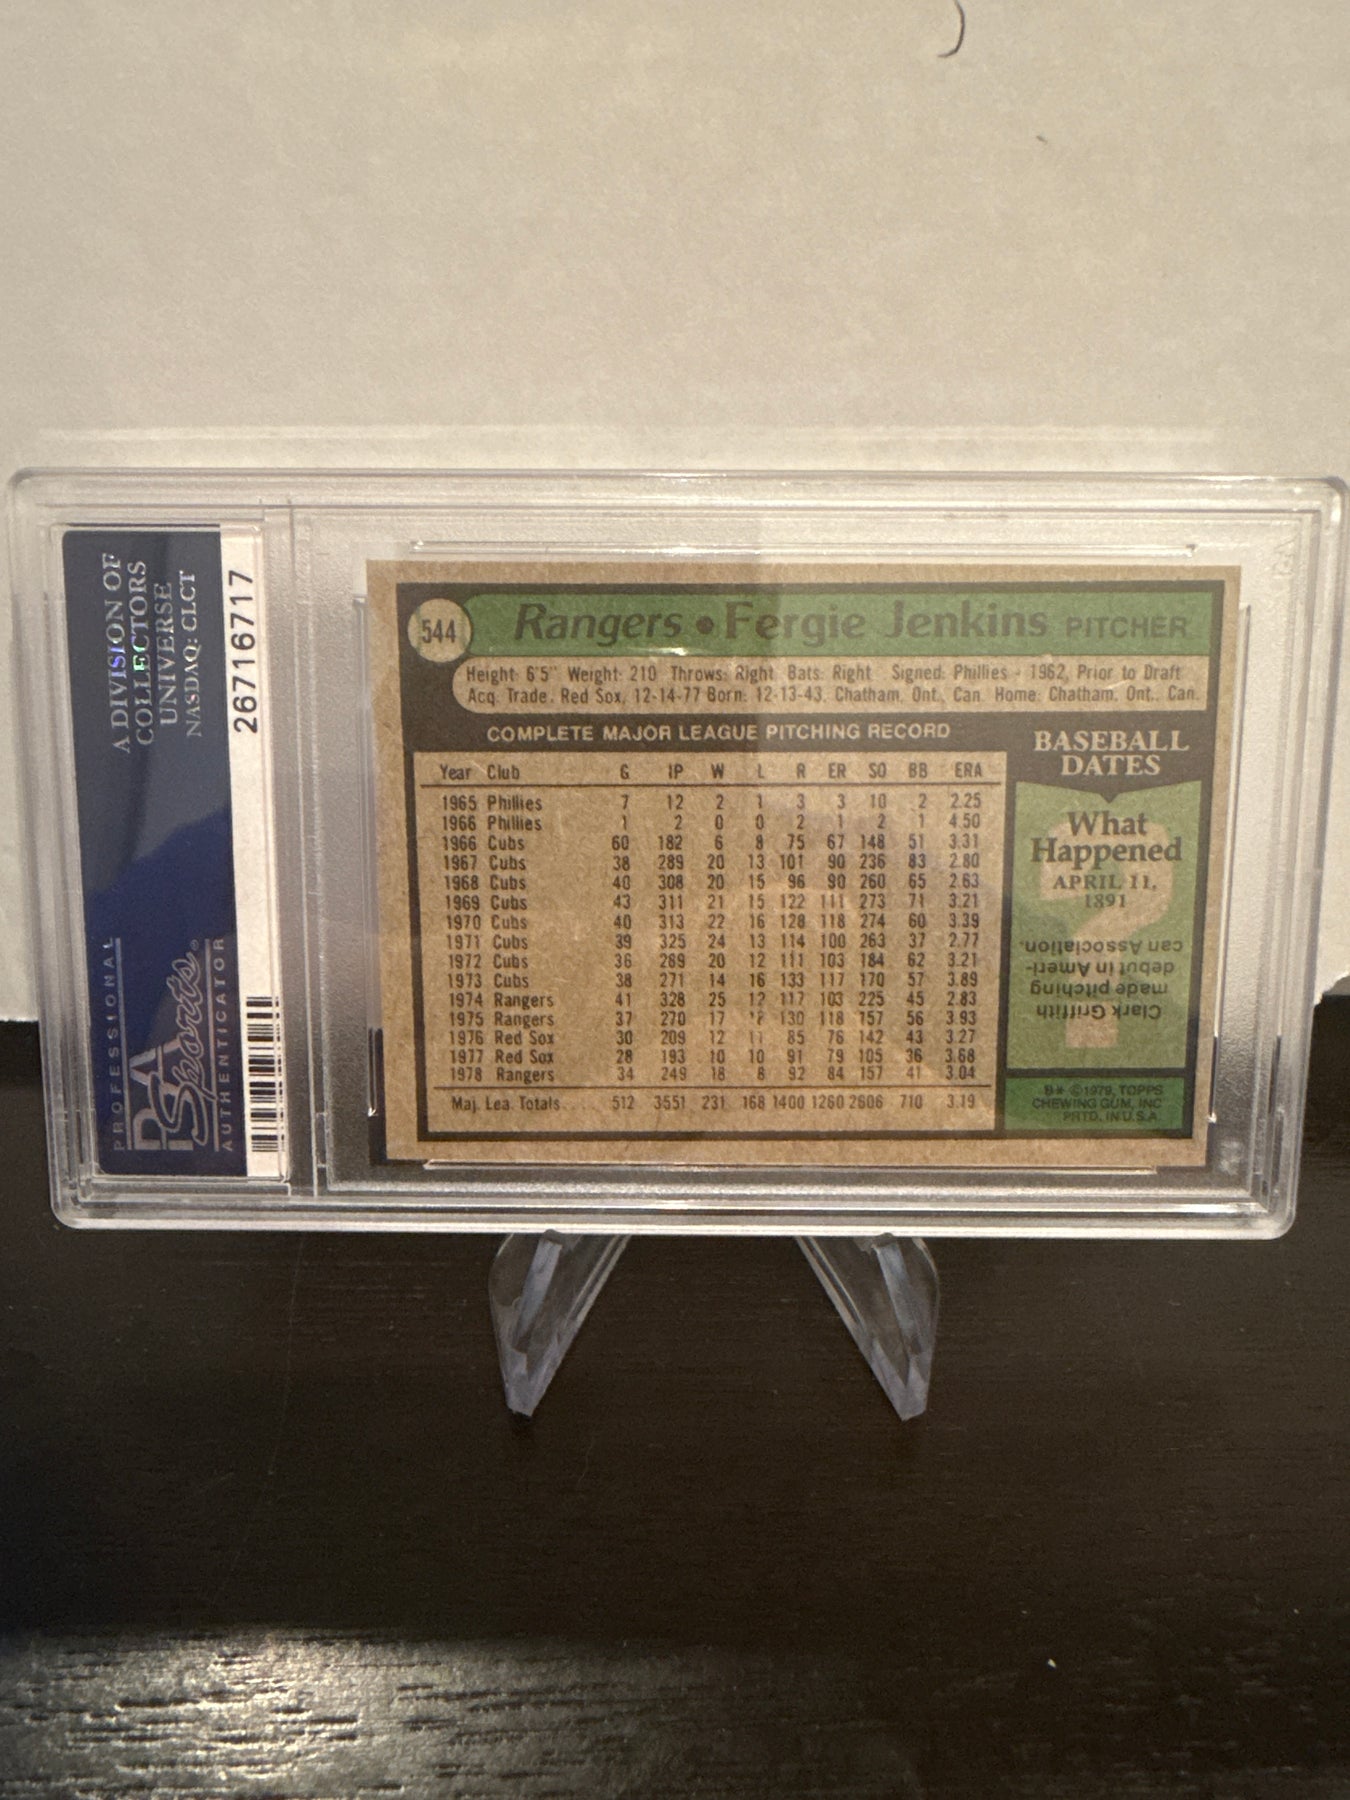 A DIVISION OF
COLLECTORS
UNIVERSE
NASDAQ: CLCT
26716717
PROFESSIONAL
PSA
Sports®
AUTHENTICATOR
544
Rangers • Fergie Jenkins PITCHER
Height: 6'5" Weight: 210 Throws: Right Bats: Right Signed: Phillies - 1962, Prior to Draft
Acq. Trade, Red Sox, 12-14-77 Born: 12-13-43, Chatham, Ont., Can. Home: Chatham, Ont., Can.
COMPLETE MAJOR LEAGUE PITCHING RECORD
Year Club G IP W L R ER SO BB ERA
1965 Phillies 7 12 2 1 3 3 10 2 2.25
1966 Phillies 1 2 0 0 2 1 2 1 4.50
1966 Cubs 60 182 6 8 75 67 148 51 3.31
1967 Cubs 38 289 20 13 101 90 236 83 2.80
1968 Cubs 40 308 20 15 96 90 260 65 2.63
1969 Cubs 43 311 21 15 122 111 273 71 3.21
1970 Cubs 40 313 22 16 128 118 274 60 3.39
1971 Cubs 39 325 24 13 114 100 263 37 2.77
1972 Cubs 36 289 20 12 111 103 184 62 3.21
1973 Cubs 38 271 14 16 133 117 170 57 3.89
1974 Rangers 41 328 25 12 117 103 225 45 2.83
1975 Rangers 37 270 17 130 118 157 56 3.93
1976 Red Sox 30 209 12 11 85 76 142 43 3.27
1977 Red Sox 28 193 10 10 91 79 105 36 3.68
1978 Rangers 34 249 18 8 92 84 157 41 3.04
Maj. Lea. Totals..... 512 3551 231 168 1400 1260 2606 710 3.19
BASEBALL
DATES
What
Happened
APRIL 11,
1891
Clark Griffith
made pitching
debut in Ameri-
can Association.
B* ©1979, TOPPS
CHEWING GUM, INC
PRTD. IN U.S.A.